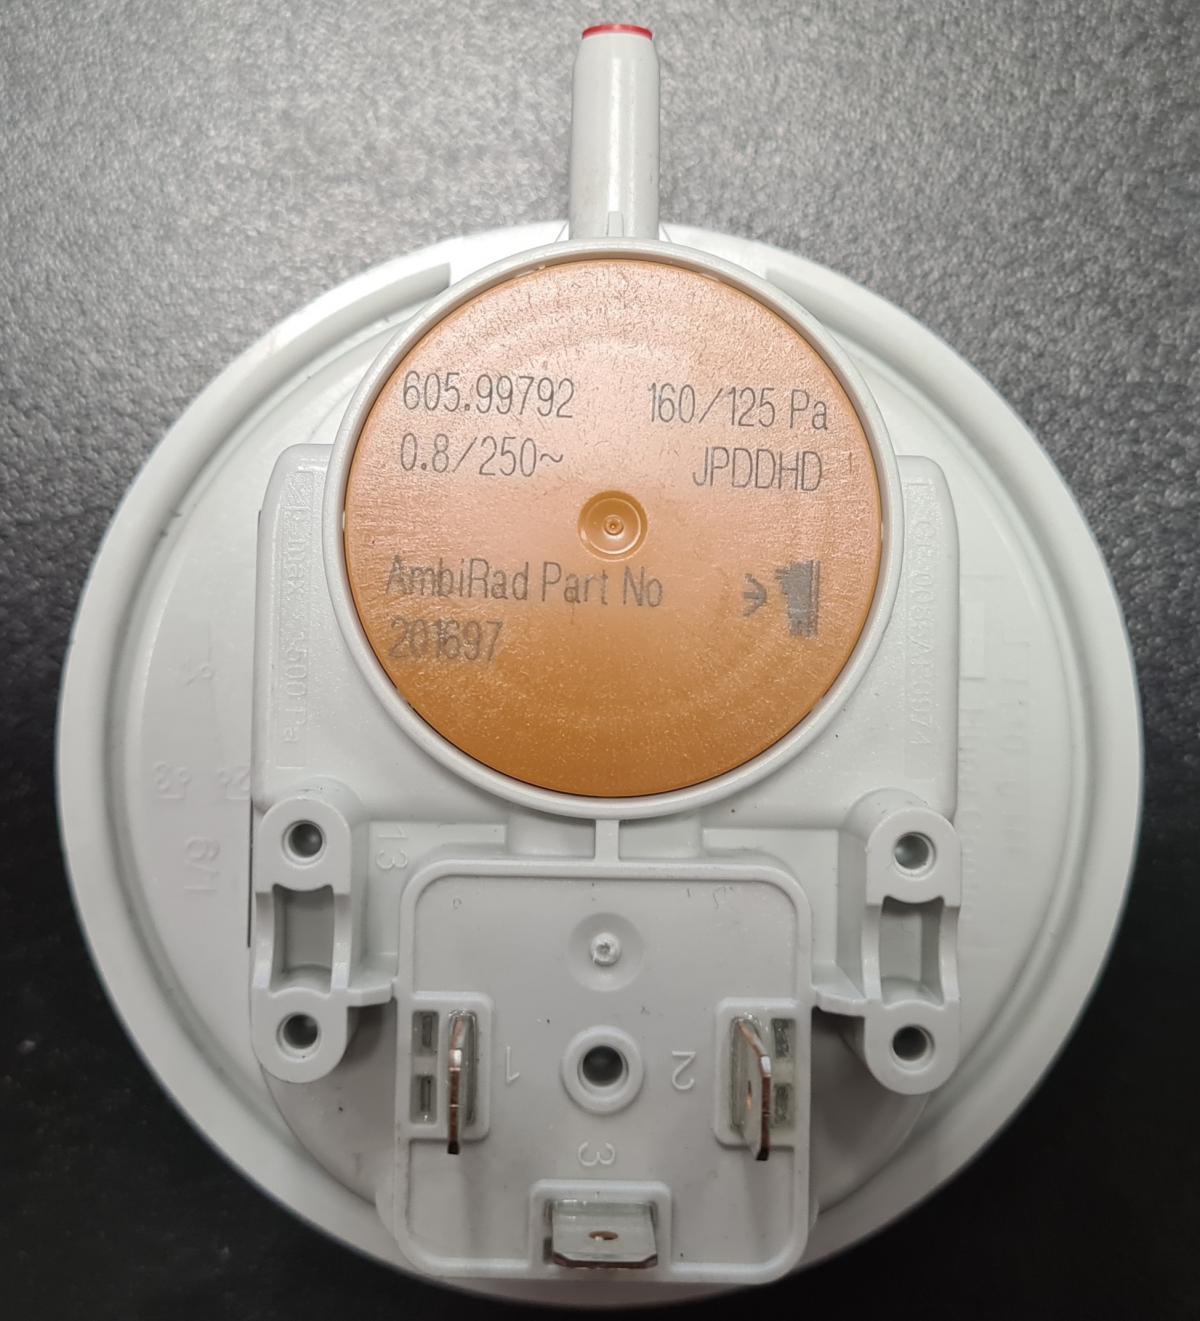 605.99792 160/125 Pa
0.8/250~ JPDDHD
AmbiRad Part No
201697
13
1
2
3